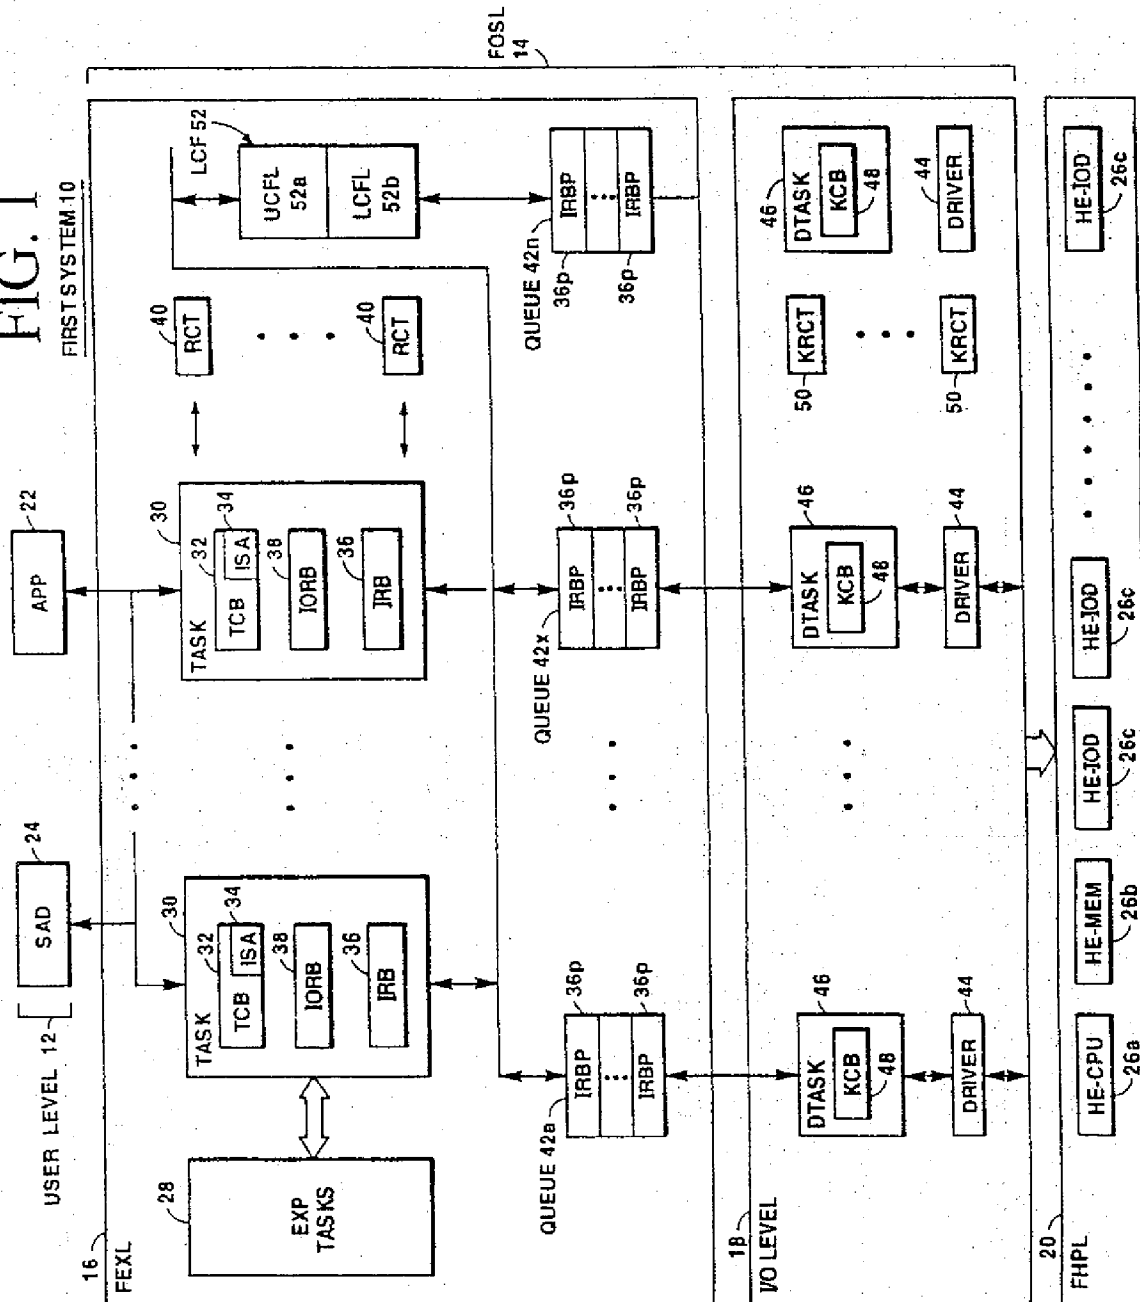 FIG. 1
FIRST SYSTEM 10
USER LEVEL 12
SAD
24
APP
22
FOSL
14
16
FEXL
28
EXP
TASKS
30
TASK
32
TCB
34
ISA
38
IORB
36
IRB
30
TASK
32
TCB
34
ISA
38
IORB
36
IRB
40
RCT
40
RCT
LCF 52
UCFL
52a
LCFL
52b
QUEUE 42a
IRBP
36p
IRBP
36p
QUEUE 42x
IRBP
36p
IRBP
36p
QUEUE 42n
IRBP
36p
IRBP
36p
18
I/O LEVEL
46
DTASK
KCB
48
44
DRIVER
46
DTASK
KCB
48
44
DRIVER
50
KRCT
50
KRCT
46
DTASK
KCB
48
44
DRIVER
20
FHPL
HE-CPU
26a
HE-MEM
26b
HE-IOD
26c
HE-IOD
26c
HE-IOD
26c